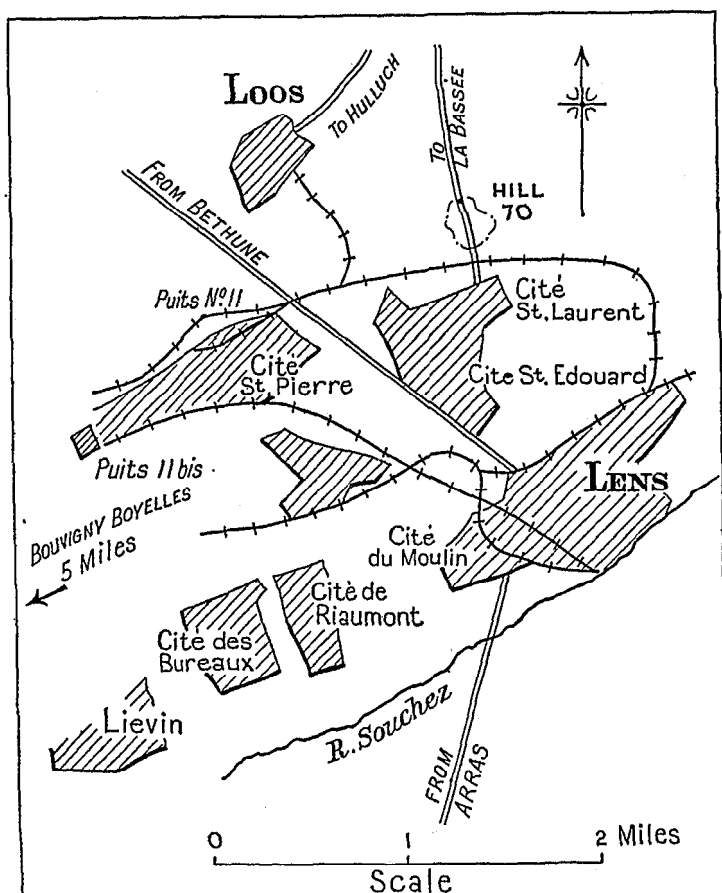 LOOS
TO HULLUCH
TO
LA BASSÉE
HILL
70
FROM BETHUNE
Puits Nº 11
Cité
St. Laurent
Cité
St. Pierre
Cite St. Edouard
Puits 11 bis
LENS
BOUVIGNY BOYELLES
5 Miles
Cité
du Moulin
Cité de
Riaumont
Cité des
Bureaux
Lievin
R. Souchez
FROM
ARRAS
0 1 2 Miles
Scale